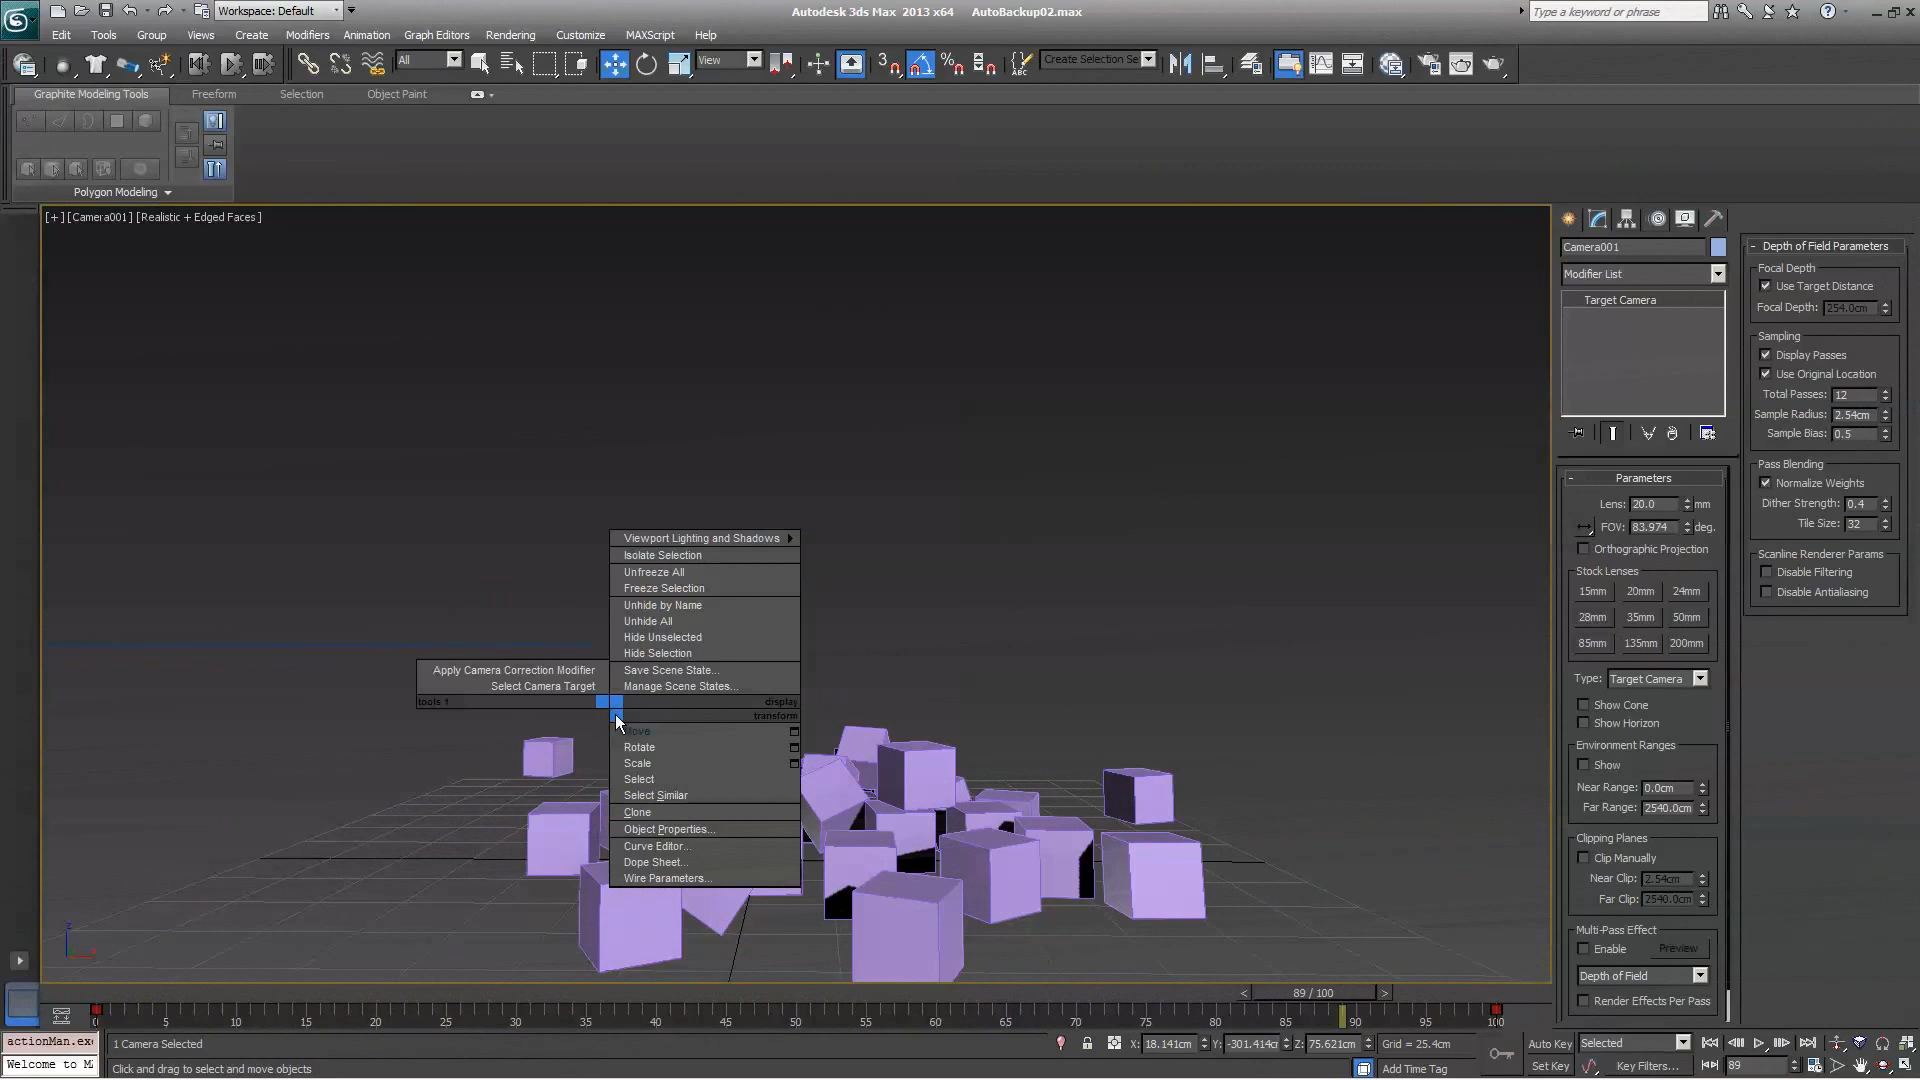 Workspace: Default
Autodesk 3ds Max 2013 x64 AutoBackup02.max
Type a keyword or phrase
Edit Tools Group Views Create Modifiers Animation Graph Editors Rendering Customize MAXScript Help
All
View
3
%
ABC
Create Selection Se
Graphite Modeling Tools Freeform Selection Object Paint
Polygon Modeling
[+] [Camera001] [Realistic + Edged Faces]
Viewport Lighting and Shadows
Isolate Selection
Unfreeze All
Freeze Selection
Unhide by Name
Unhide All
Hide Unselected
Hide Selection
Save Scene State...
Manage Scene States...
Apply Camera Correction Modifier
Select Camera Target
tools 1
display
transform
Rotate
Scale
Select
Select Similar
Clone
Object Properties...
Curve Editor...
Dope Sheet...
Wire Parameters...
Camera001
Modifier List
Target Camera
- Parameters
Lens: 20.0 mm
FOV: 83.974 deg.
Orthographic Projection
Stock Lenses
15mm 20mm 24mm
28mm 35mm 50mm
85mm 135mm 200mm
Type: Target Camera
Show Cone
Show Horizon
Environment Ranges
Show
Near Range: 0.0cm
Far Range: 2540.0cm
Clipping Planes
Clip Manually
Near Clip: 2.54cm
Far Clip: 2540.0cm
Multi-Pass Effect
Enable Preview
Depth of Field
Render Effects Per Pass
- Depth of Field Parameters
Focal Depth
Use Target Distance
Focal Depth: 254.0cm
Sampling
Display Passes
Use Original Location
Total Passes: 12
Sample Radius: 2.54cm
Sample Bias: 0.5
Pass Blending
Normalize Weights
Dither Strength: 0.4
Tile Size: 32
Scanline Renderer Params
Disable Filtering
Disable Antialiasing
z
x
< 89 / 100 >
0 5 10 15 20 25 30 35 40 45 50 55 60 65 70 75 80 85 90 95 100
actionMan.exe
Welcome to M
1 Camera Selected
Click and drag to select and move objects
X: 18.141cm Y: -301.414cm Z: 75.621cm Grid = 25.4cm
Add Time Tag
Auto Key Selected
Set Key Key Filters...
89